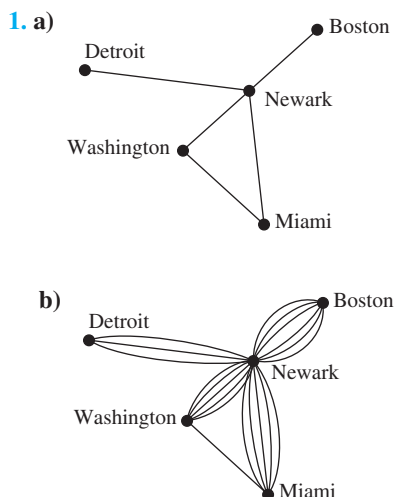 1. a)
Detroit
Boston
Newark
Washington
Miami
b)
Detroit
Boston
Newark
Washington
Miami